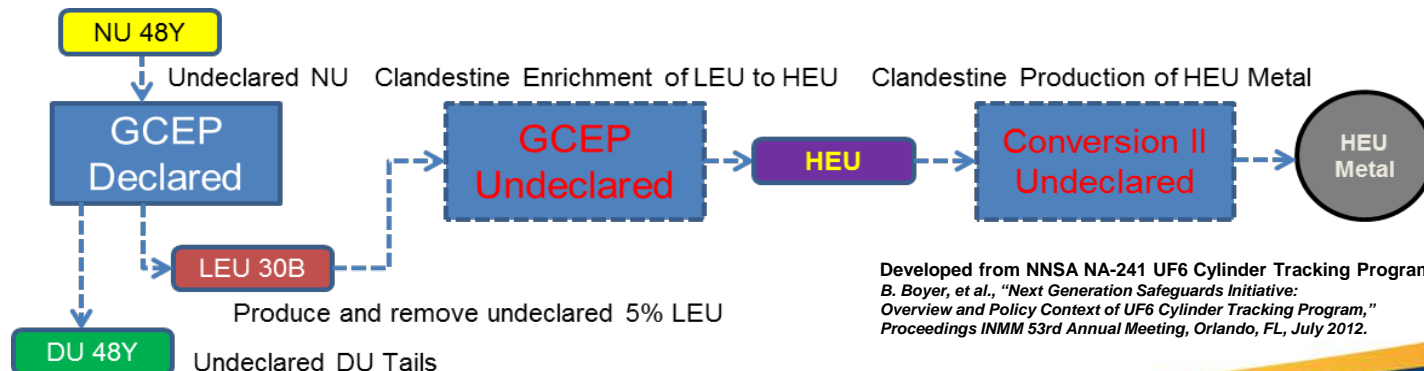 NU 48Y
Undeclared NU
Clandestine Enrichment of LEU to HEU
Clandestine Production of HEU Metal
GCEP
Declared
GCEP
Undeclared
HEU
Conversion II
Undeclared
HEU
Metal
LEU 30B
Produce and remove undeclared 5% LEU
DU 48Y
Undeclared DU Tails
Developed from NNSA NA-241 UF6 Cylinder Tracking Program
B. Boyer, et al., “Next Generation Safeguards Initiative:
Overview and Policy Context of UF6 Cylinder Tracking Program,”
Proceedings INMM 53rd Annual Meeting, Orlando, FL, July 2012.